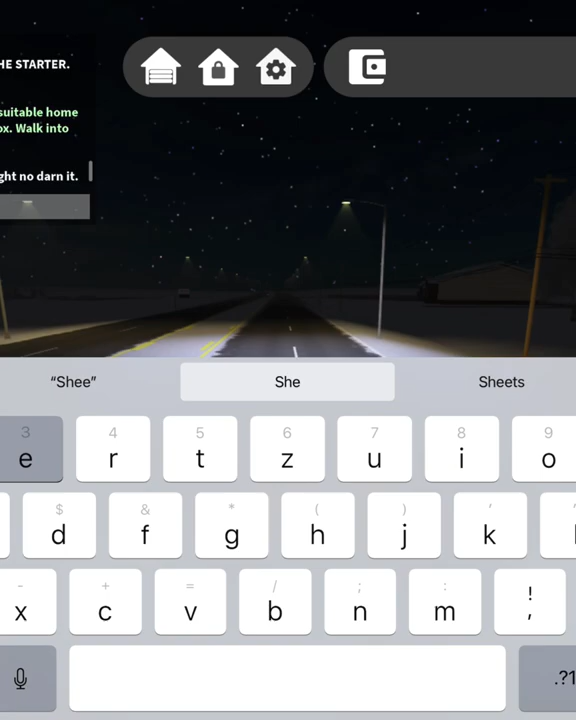 HE STARTER.
suitable home
ox. Walk into
ght no darn it.
“Shee” She Sheets
3 4 5 6 7 8 9
e r t z u i o
$ & * ( ) ’
d f g h j k
- + = / ; : !
x c v b n m ,
.?1